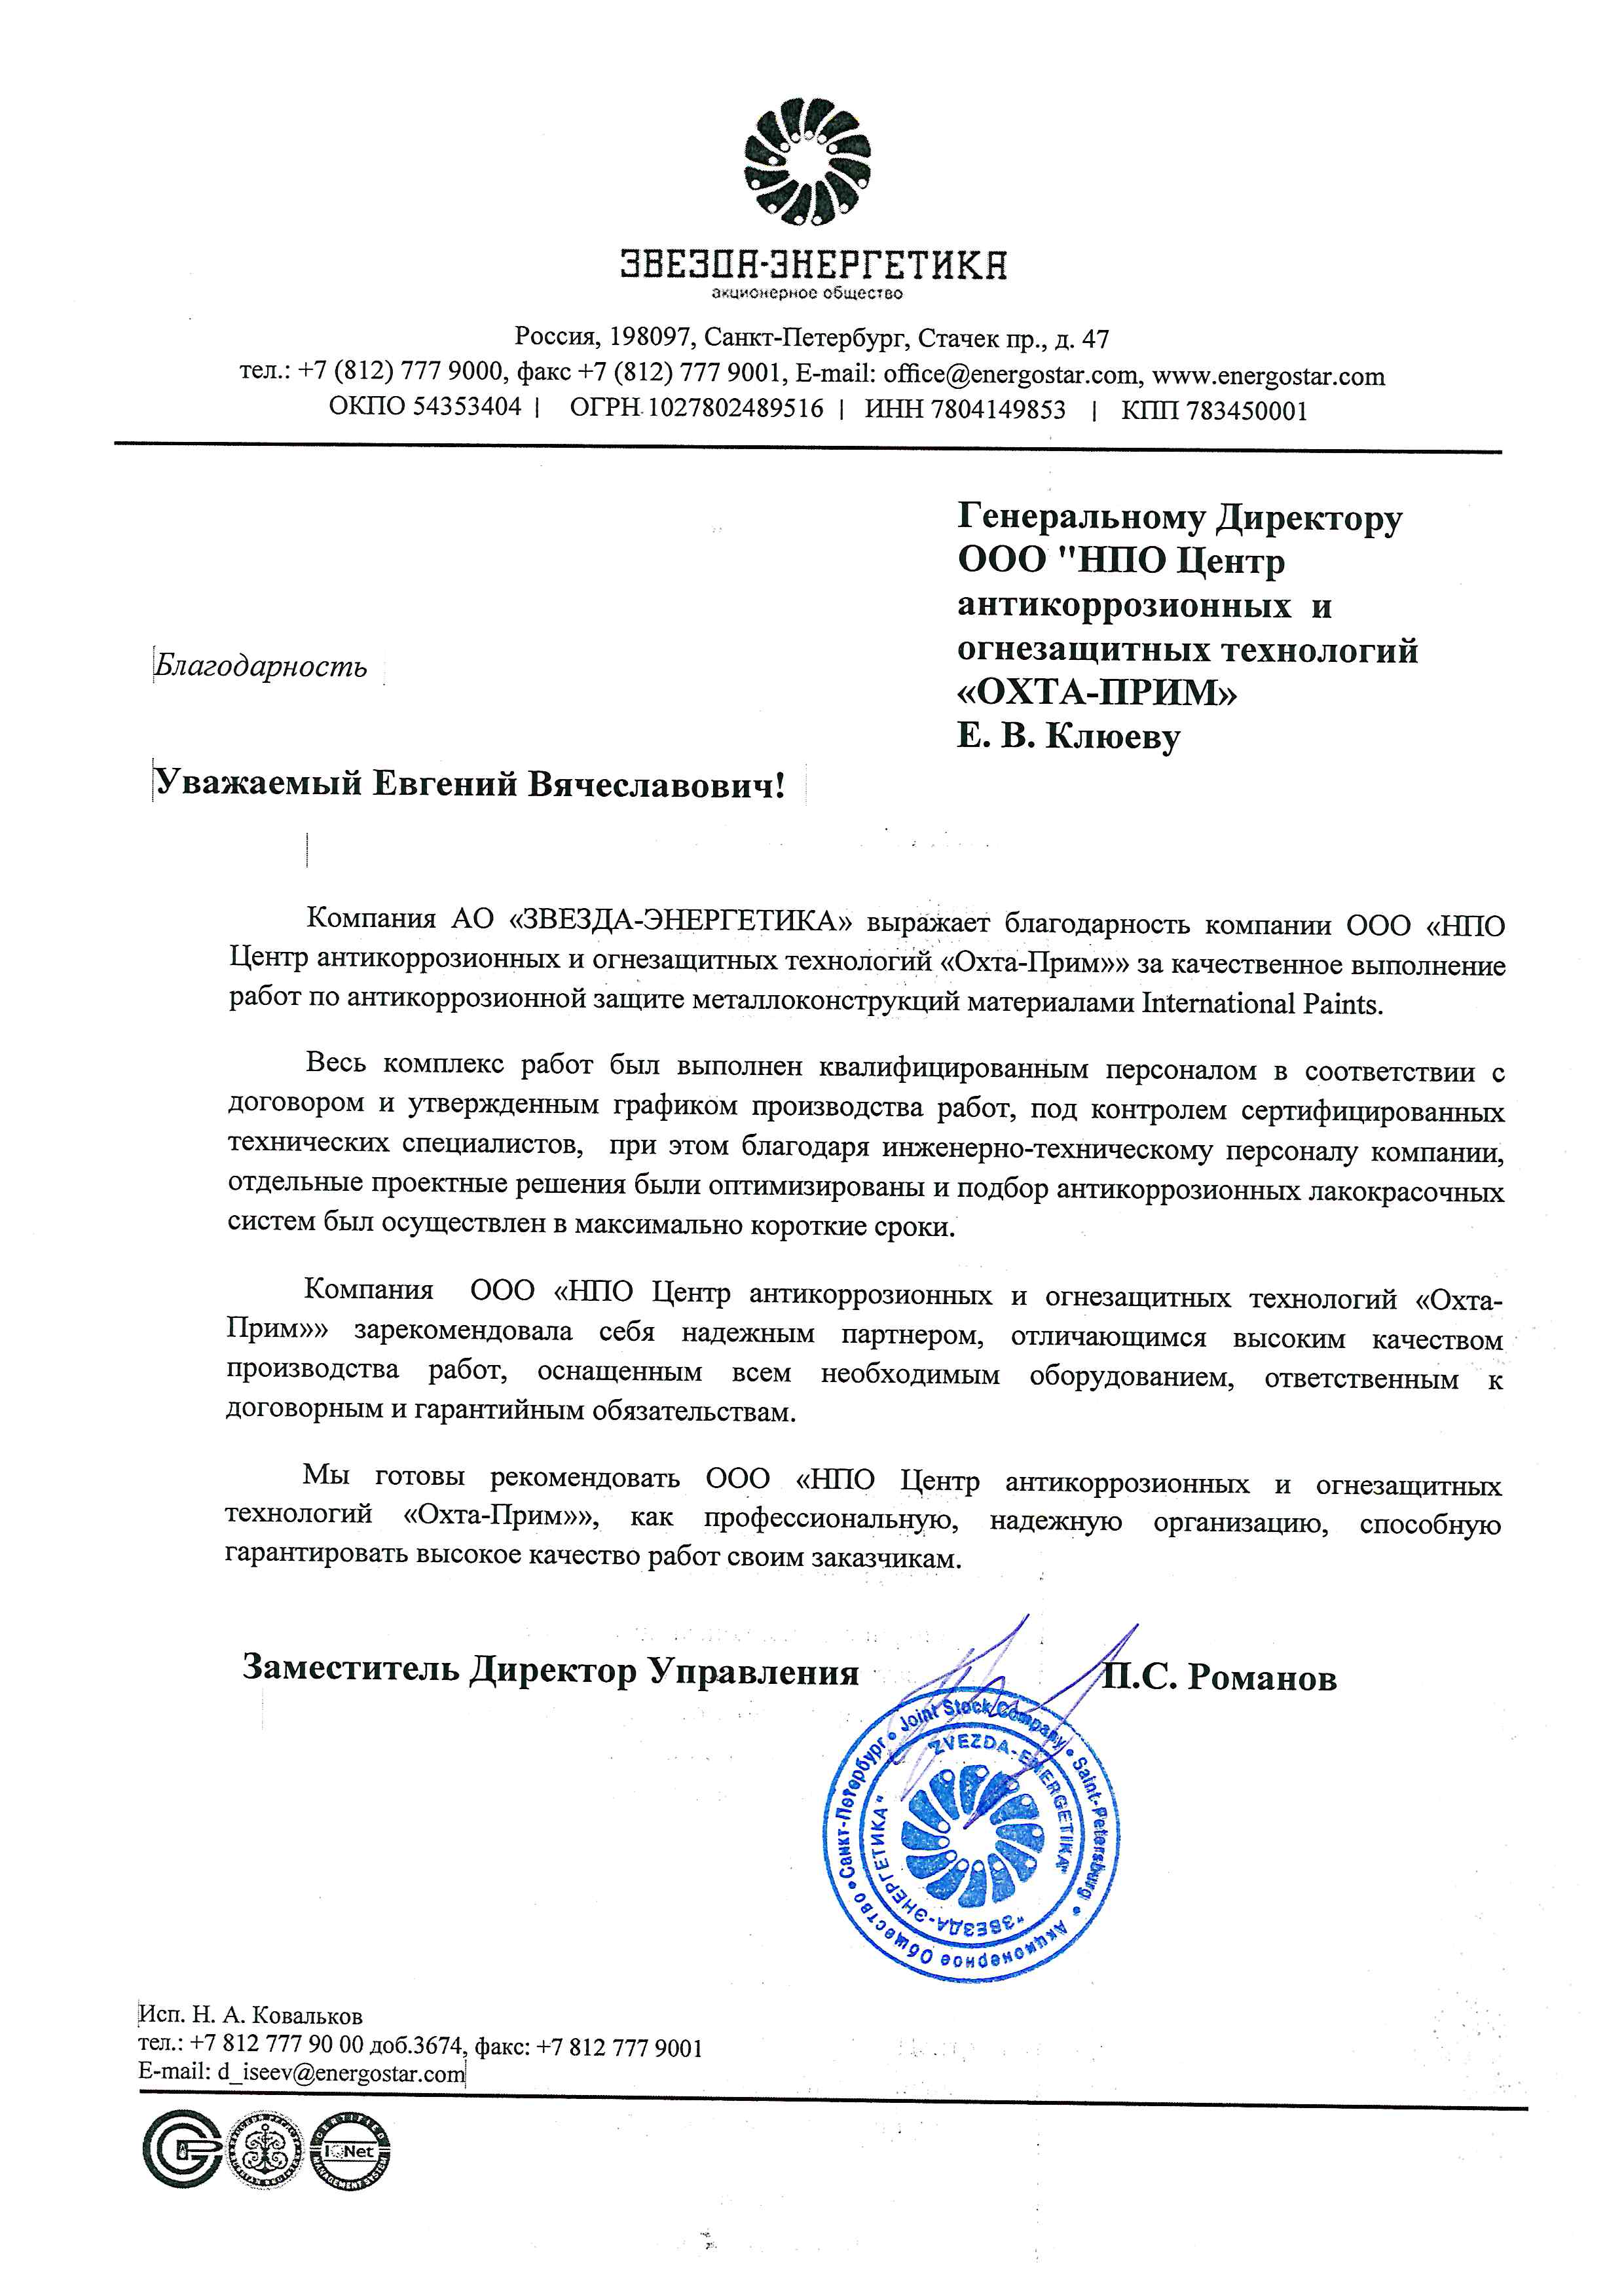 ЗВЕЗДА-ЭНЕРГЕТИКА
акционерное общество
Россия, 198097, Санкт-Петербург, Стачек пр., д. 47
тел.: +7 (812) 777 9000, факс +7 (812) 777 9001, E-mail: office@energostar.com, www.energostar.com
ОКПО 54353404 | ОГРН 1027802489516 | ИНН 7804149853 | КПП 783450001
Генеральному Директору
ООО "НПО Центр
антикоррозионных и
огнезащитных технологий
«ОХТА-ПРИМ»
Е. В. Клюеву
Благодарность
Уважаемый Евгений Вячеславович!
Компания АО «ЗВЕЗДА-ЭНЕРГЕТИКА» выражает благодарность компании ООО «НПО
Центр антикоррозионных и огнезащитных технологий «Охта-Прим»» за качественное выполнение
работ по антикоррозионной защите металлоконструкций материалами International Paints.
Весь комплекс работ был выполнен квалифицированным персоналом в соответствии с
договором и утвержденным графиком производства работ, под контролем сертифицированных
технических специалистов, при этом благодаря инженерно-техническому персоналу компании,
отдельные проектные решения были оптимизированы и подбор антикоррозионных лакокрасочных
систем был осуществлен в максимально короткие сроки.
Компания ООО «НПО Центр антикоррозионных и огнезащитных технологий «Охта-
Прим»» зарекомендовала себя надежным партнером, отличающимся высоким качеством
производства работ, оснащенным всем необходимым оборудованием, ответственным к
договорным и гарантийным обязательствам.
Мы готовы рекомендовать ООО «НПО Центр антикоррозионных и огнезащитных
технологий «Охта-Прим»», как профессиональную, надежную организацию, способную
гарантировать высокое качество работ своим заказчикам.
Заместитель Директор Управления П.С. Романов
Joint Stock Company • Saint-Petersburg • Акционерное Общество • Санкт-Петербург •
"ZVEZDA-ENERGETIKA"
"ЗВЕЗДА-ЭНЕРГЕТИКА"
Исп. Н. А. Ковальков
тел.: +7 812 777 90 00 доб.3674, факс: +7 812 777 9001
E-mail: d_iseev@energostar.com
CERTIFIED
IQNet
MANAGEMENT SYSTEM